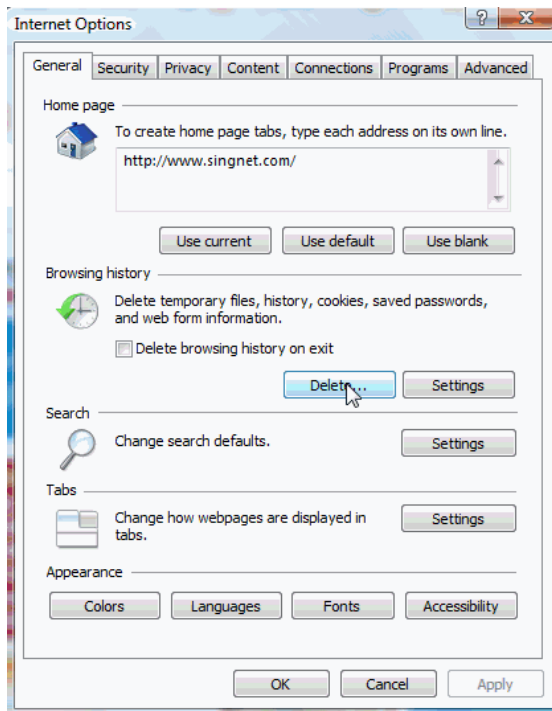 Internet Options
?
X
General Security Privacy Content Connections Programs Advanced
Home page
To create home page tabs, type each address on its own line.
http://www.singnet.com/
Use current Use default Use blank
Browsing history
Delete temporary files, history, cookies, saved passwords,
and web form information.
Delete browsing history on exit
Delete... Settings
Search
Change search defaults.
Settings
Tabs
Change how webpages are displayed in
tabs.
Settings
Appearance
Colors Languages Fonts Accessibility
OK Cancel Apply